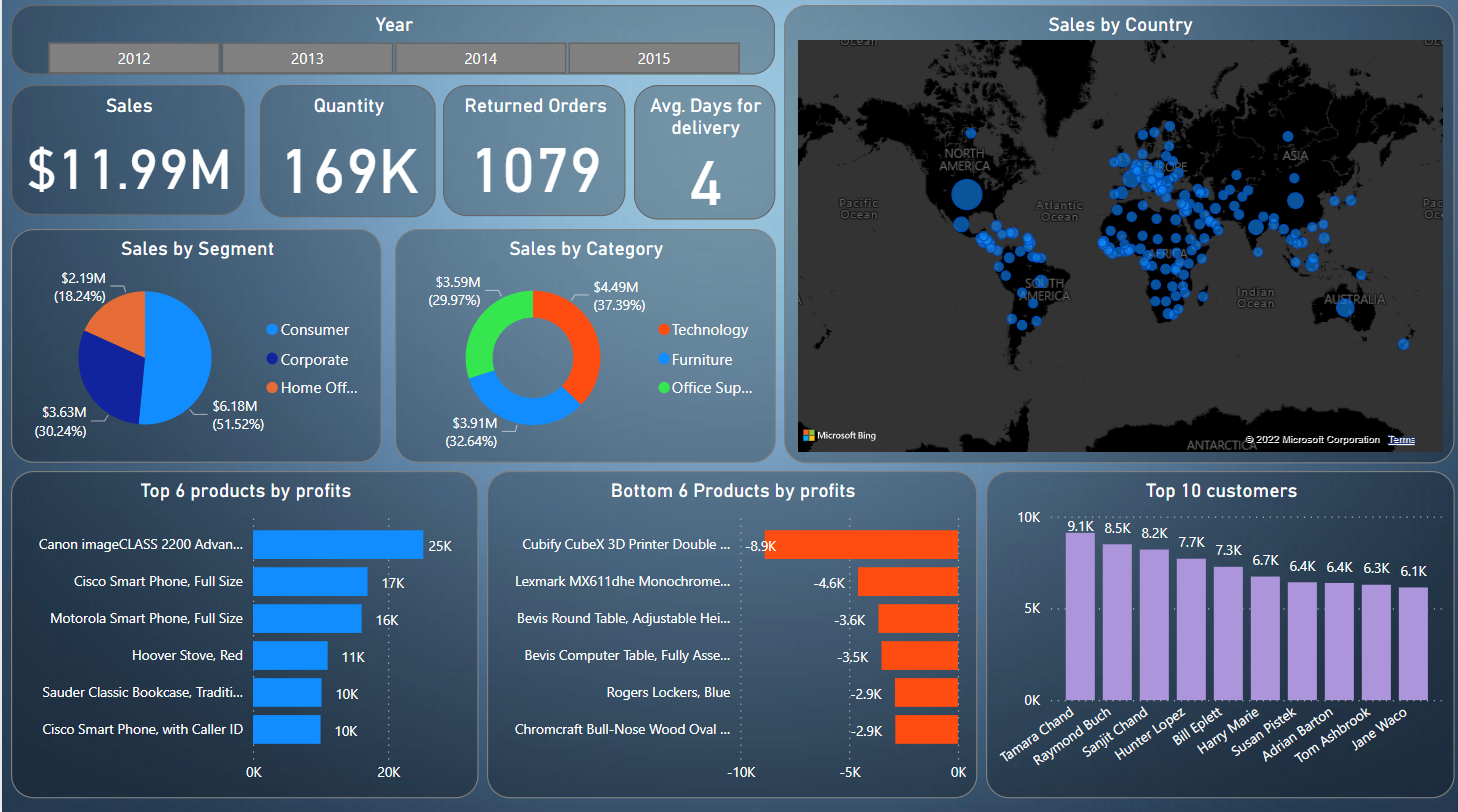 Year
2012
2013
2014
2015
Sales
$11.99M
Quantity
169K
Returned Orders
1079
Avg. Days for
delivery
4
Sales by Country
Ocean
Oc
NORTH
AMERICA
EUROPE
ASIA
Pacific
Ocean
Atlantic
Ocean
Pac
Oc
AFRICA
SOUTH
AMERICA
Indian
Ocean
AUSTRALIA
ANTARCTICA
Microsoft Bing
© 2022 Microsoft Corporation
Terms
Sales by Segment
$2.19M
(18.24%)
$3.63M
(30.24%)
$6.18M
(51.52%)
Consumer
Corporate
Home Off...
Sales by Category
$3.59M
(29.97%)
$4.49M
(37.39%)
$3.91M
(32.64%)
Technology
Furniture
Office Sup...
Top 6 products by profits
Canon imageCLASS 2200 Advan...
25K
Cisco Smart Phone, Full Size
17K
Motorola Smart Phone, Full Size
16K
Hoover Stove, Red
11K
Sauder Classic Bookcase, Traditi...
10K
Cisco Smart Phone, with Caller ID
10K
0K
20K
Bottom 6 Products by profits
Cubify CubeX 3D Printer Double ...
-8.9K
Lexmark MX611dhe Monochrome...
-4.6K
Bevis Round Table, Adjustable Hei...
-3.6K
Bevis Computer Table, Fully Asse...
-3.5K
Rogers Lockers, Blue
-2.9K
Chromcraft Bull-Nose Wood Oval ...
-2.9K
-10K
-5K
0K
Top 10 customers
10K
5K
0K
9.1K
8.5K
8.2K
7.7K
7.3K
6.7K
6.4K
6.4K
6.3K
6.1K
Tamara Chand
Raymond Buch
Sanjit Chand
Hunter Lopez
Bill Eplett
Harry Marie
Susan Pistek
Adrian Barton
Tom Ashbrook
Jane Waco